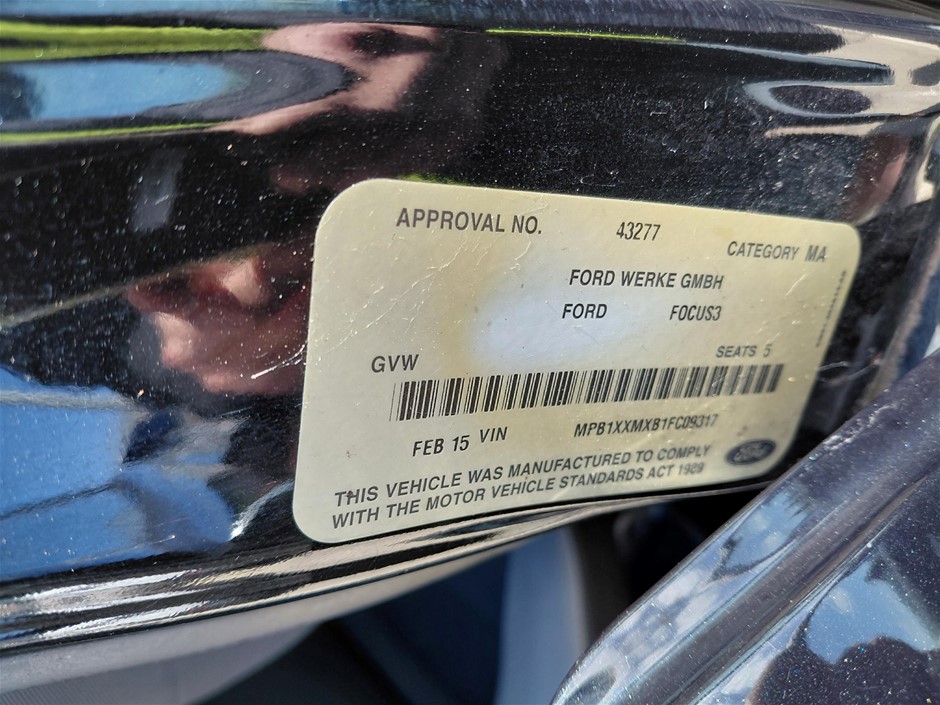 APPROVAL NO. 43277
CATEGORY MA
FORD WERKE GMBH
FORD FOCUS3
GVW SEATS 5
FEB 15 VIN MPB1XXMXB1FC09317
THIS VEHICLE WAS MANUFACTURED TO COMPLY
WITH THE MOTOR VEHICLE STANDARDS ACT 1989
Ford